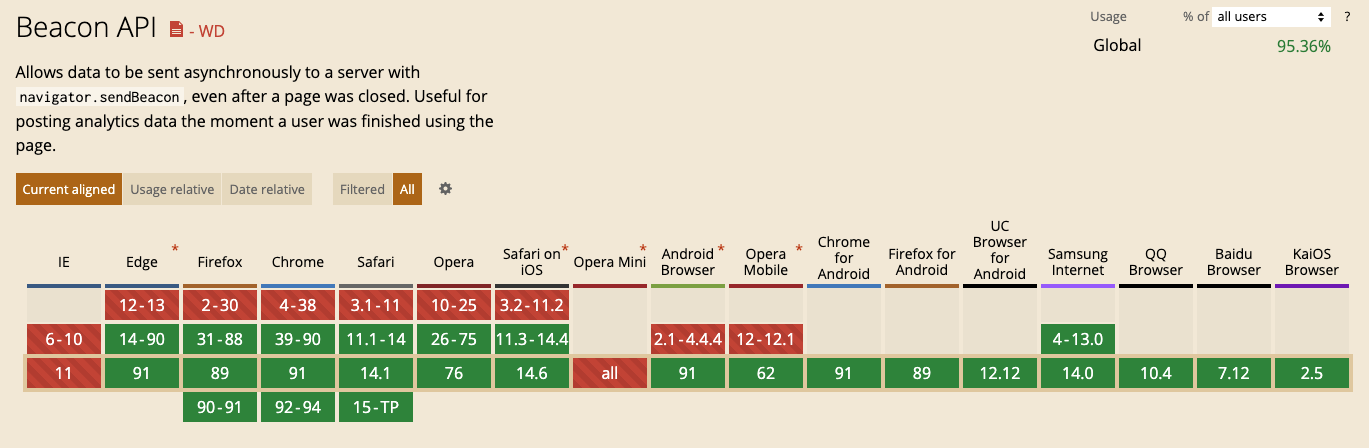 Beacon API - WD
Usage % of all users ?
Global 95.36%
Allows data to be sent asynchronously to a server with
navigator.sendBeacon, even after a page was closed. Useful for
posting analytics data the moment a user was finished using the
page.
Current aligned Usage relative Date relative Filtered All
IE
Edge *
Firefox
Chrome
Safari
Opera
Safari on *
iOS
Opera Mini *
Android *
Browser
Opera *
Mobile
Chrome
for
Android
Firefox for
Android
UC
Browser
for
Android
Samsung
Internet
QQ
Browser
Baidu
Browser
KaiOS
Browser
12-13 2-30 4-38 3.1-11 10-25 3.2-11.2
6-10 14-90 31-88 39-90 11.1-14 26-75 11.3-14.4 2.1-4.4.4 12-12.1 4-13.0
11 91 89 91 14.1 76 14.6 all 91 62 91 89 12.12 14.0 10.4 7.12 2.5
90-91 92-94 15-TP